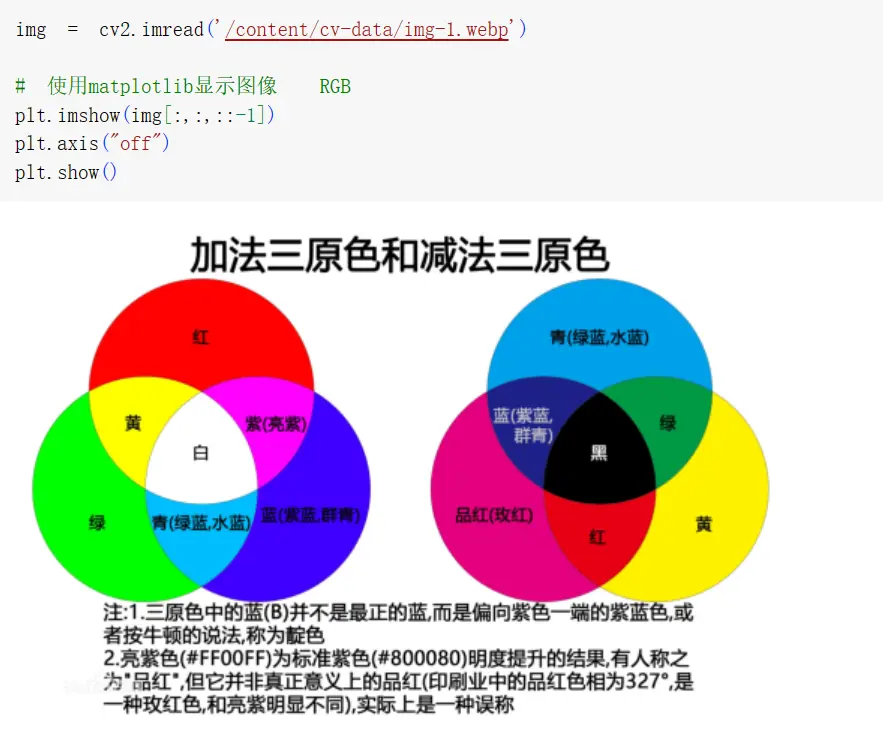 img = cv2.imread('/content/cv-data/img-1.webp')
# 使用matplotlib显示图像 RGB
plt.imshow(img[:,:,::-1])
plt.axis("off")
plt.show()
加法三原色和减法三原色
红
青(绿蓝,水蓝)
黄
紫(亮紫)
白
绿
青(绿蓝,水蓝)
蓝(紫蓝,群青)
蓝(紫蓝,
群青)
绿
黑
品红(玫红)
红
黄
注:1.三原色中的蓝(B)并不是最正的蓝,而是偏向紫色一端的紫蓝色,或
者按牛顿的说法,称为靛色
2.亮紫色(#FF00FF)为标准紫色(#800080)明度提升的结果,有人称之
为"品红",但它并非真正意义上的品红(印刷业中的品红色相为327°,是
一种玫红色,和亮紫明显不同),实际上是一种误称